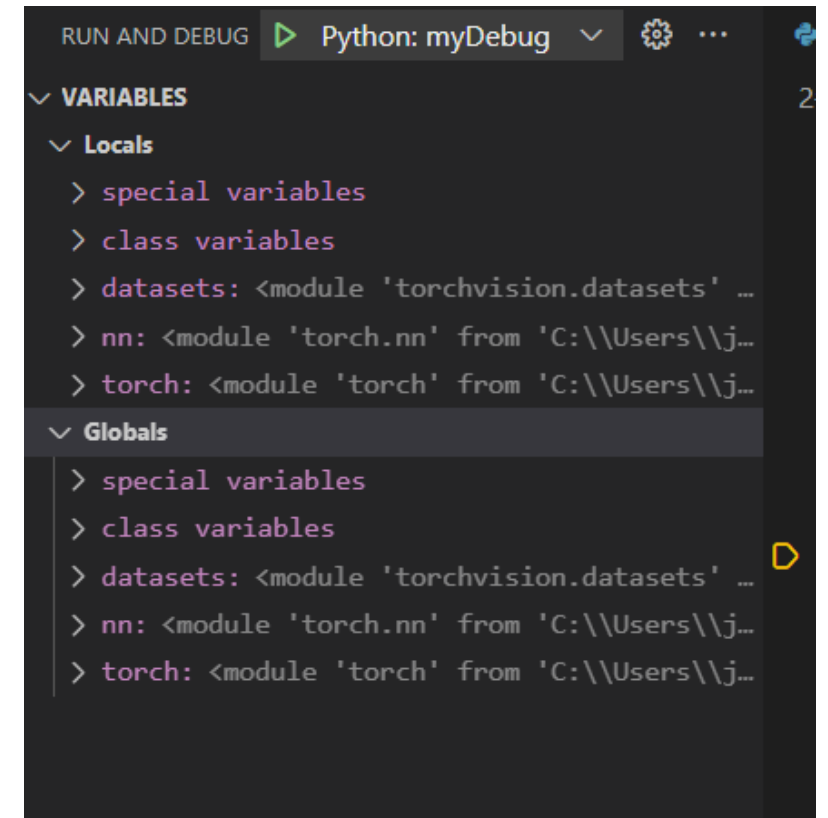 RUN AND DEBUG Python: myDebug ...
VARIABLES
Locals
special variables
class variables
datasets: <module 'torchvision.datasets' …
nn: <module 'torch.nn' from 'C:\\Users\\j…
torch: <module 'torch' from 'C:\\Users\\j…
Globals
special variables
class variables
datasets: <module 'torchvision.datasets' …
nn: <module 'torch.nn' from 'C:\\Users\\j…
torch: <module 'torch' from 'C:\\Users\\j…